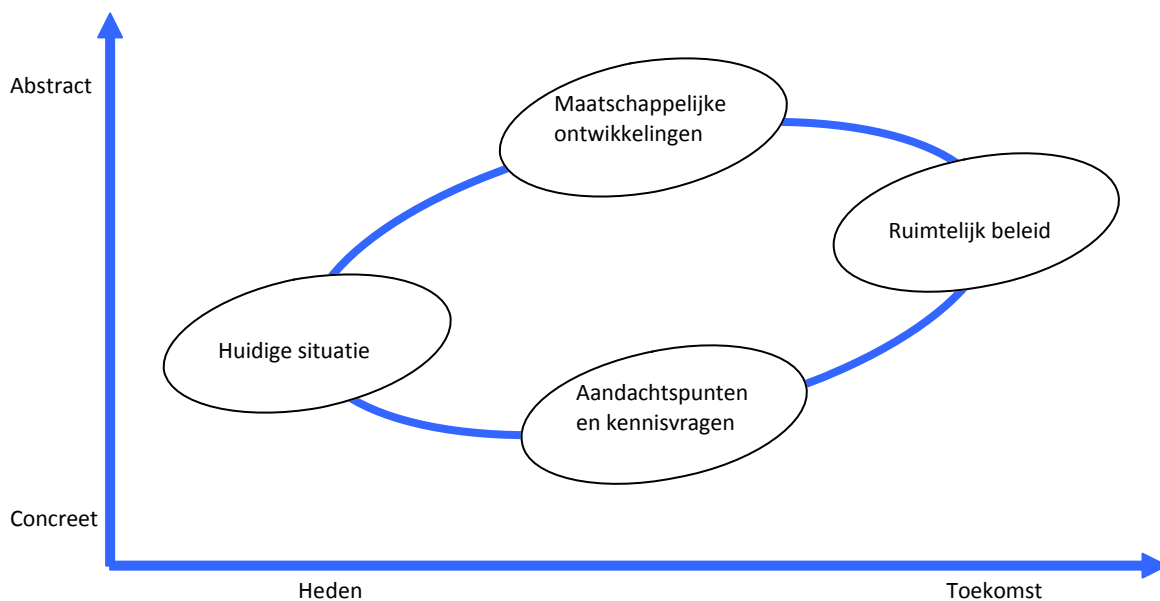 Abstract
Maatschappelijke
ontwikkelingen
Ruimtelijk beleid
Huidige situatie
Aandachtspunten
en kennisvragen
Concreet
Heden
Toekomst